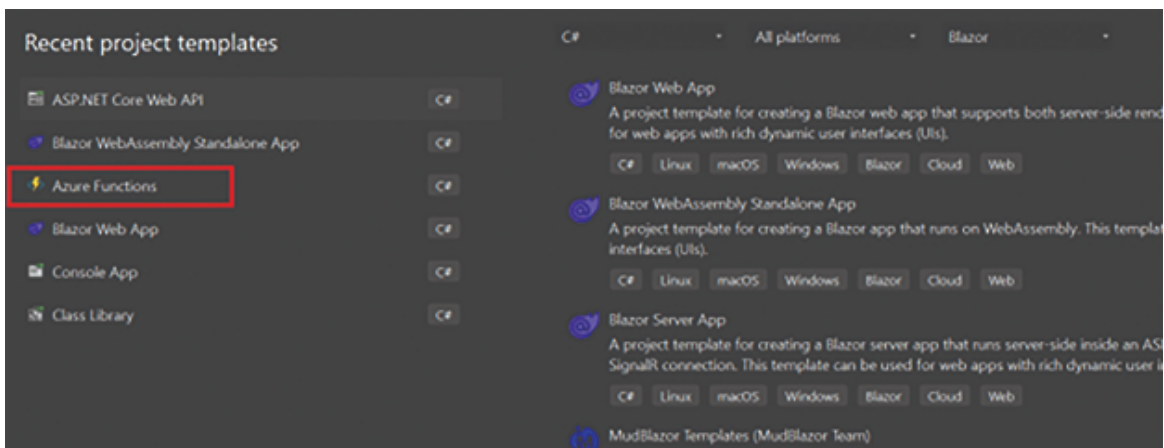 Recent project templates
ASP.NET Core Web API C#
Blazor WebAssembly Standalone App C#
Azure Functions C#
Blazor Web App C#
Console App C#
Class Library C#
C# All platforms Blazor
Blazor Web App
A project template for creating a Blazor web app that supports both server-side rend
for web apps with rich dynamic user interfaces (UIs).
C# Linux macOS Windows Blazor Cloud Web
Blazor WebAssembly Standalone App
A project template for creating a Blazor app that runs on WebAssembly. This templat
interfaces (UIs).
C# Linux macOS Windows Blazor Cloud Web
Blazor Server App
A project template for creating a Blazor server app that runs server-side inside an AS
SignalR connection. This template can be used for web apps with rich dynamic user i
C# Linux macOS Windows Blazor Cloud Web
MudBlazor Templates (MudBlazor Team)